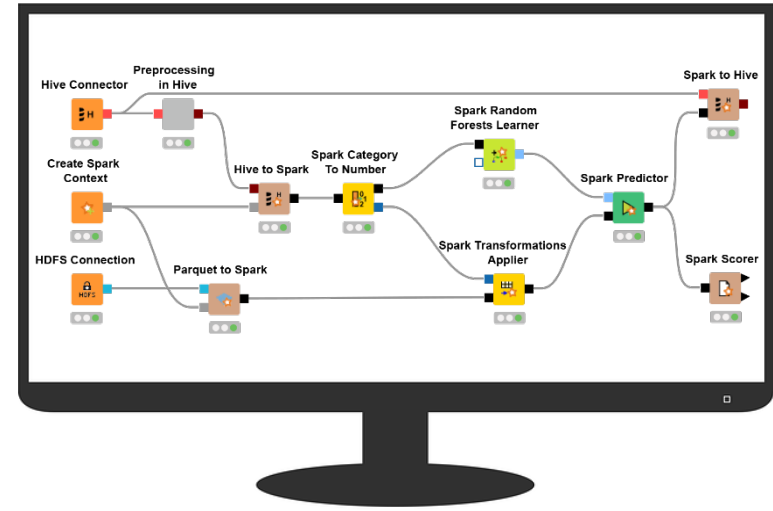 Preprocessing
in Hive
Spark to Hive
Hive Connector
H
H
Spark Random
Forests Learner
Create Spark
Context
Hive to Spark
Spark Category
To Number
H
Spark Predictor
HDFS Connection
HDFS
Parquet to Spark
Spark Transformations
Applier
Spark Scorer